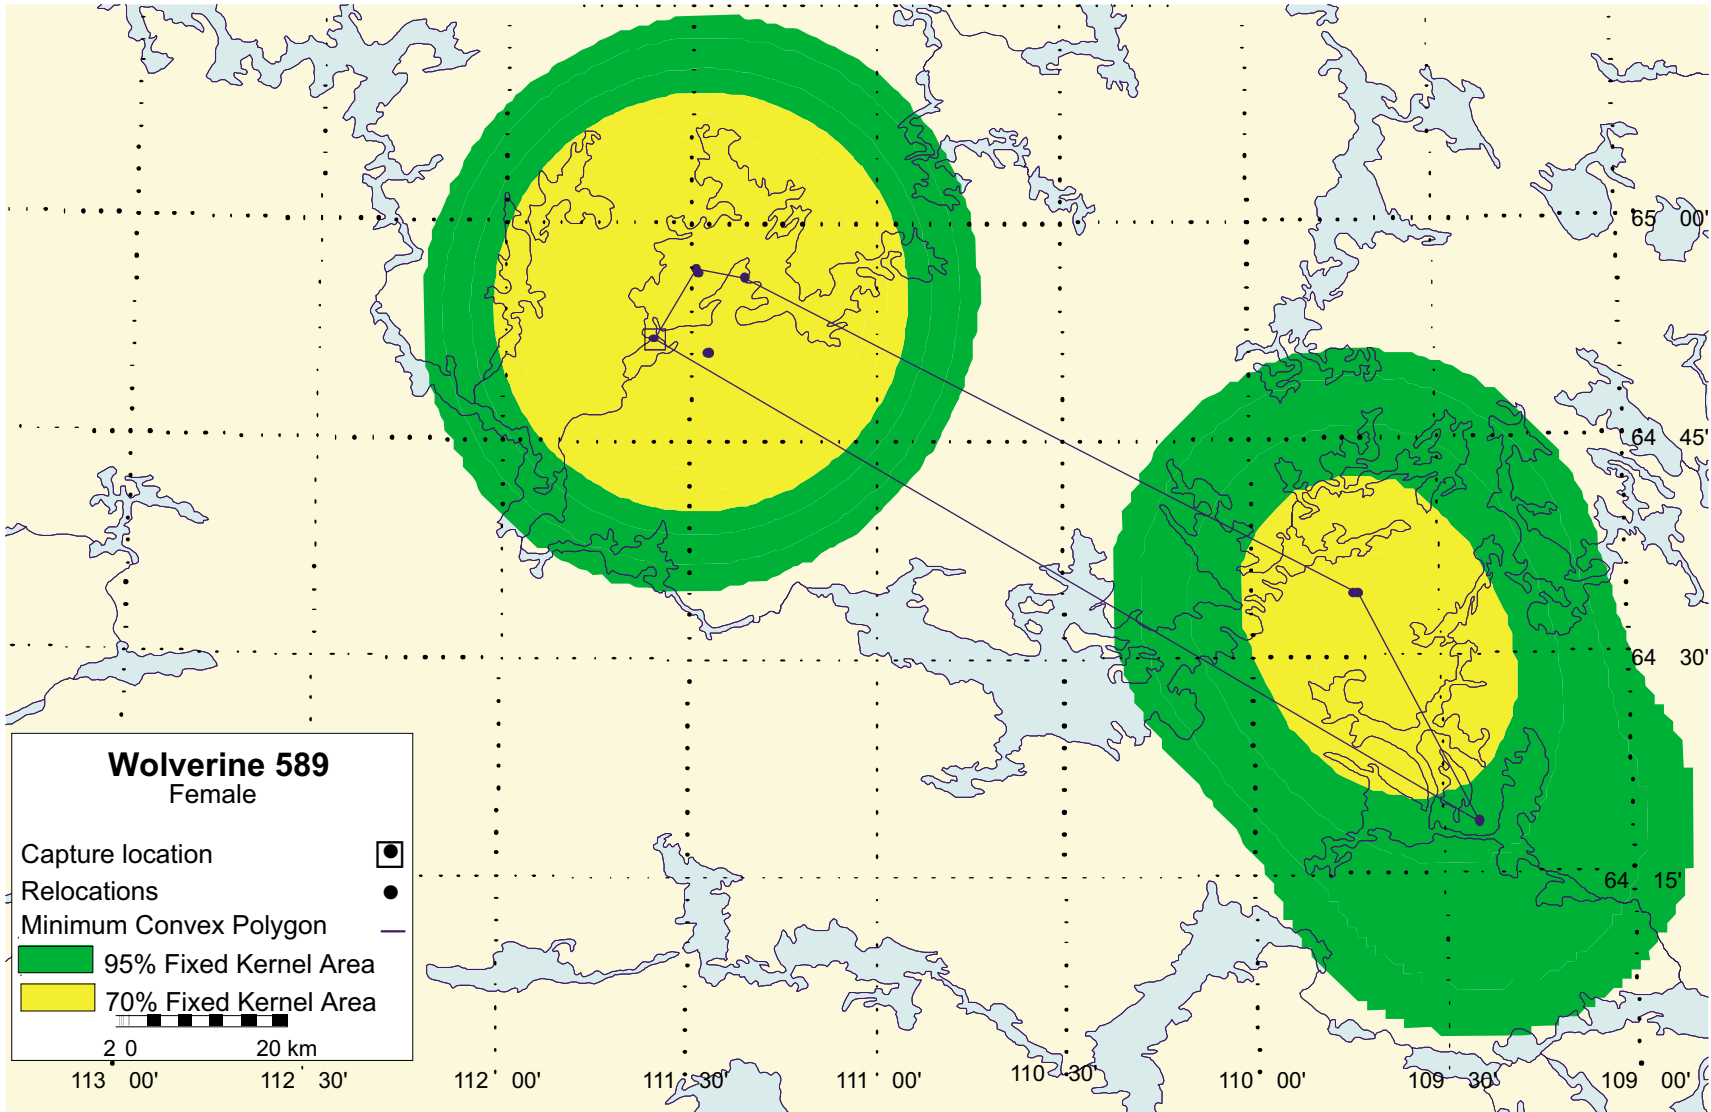 65 00'
64 45'
64 30'
64 15'
Wolverine 589
Female
Capture location
Relocations
Minimum Convex Polygon
95% Fixed Kernel Area
70% Fixed Kernel Area
2 0 20 km
113 00' 112 30' 112 00' 111 30' 111 00' 110 30' 110 00' 109 30' 109 00'